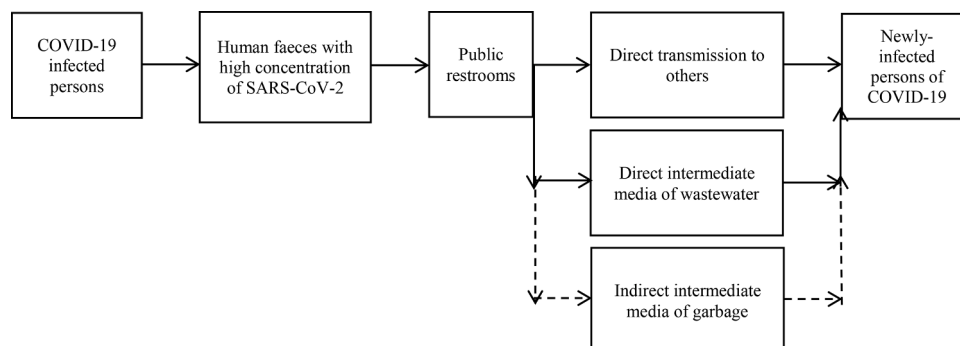 COVID-19
infected
persons
Human faeces with
high concentration
of SARS-CoV-2
Public
restrooms
Direct transmission to
others
Newly-
infected
persons of
COVID-19
Direct intermediate
media of wastewater
Indirect intermediate
media of garbage